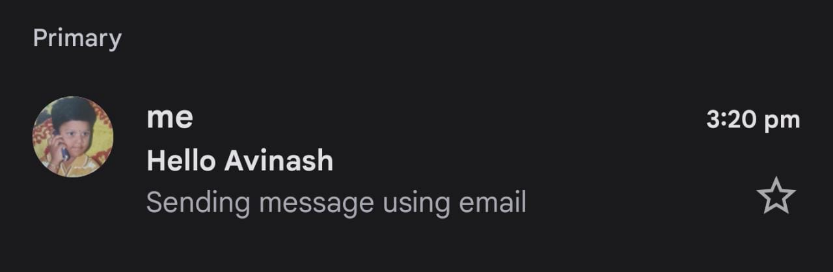 Primary
me
3:20 pm
Hello Avinash
Sending message using email